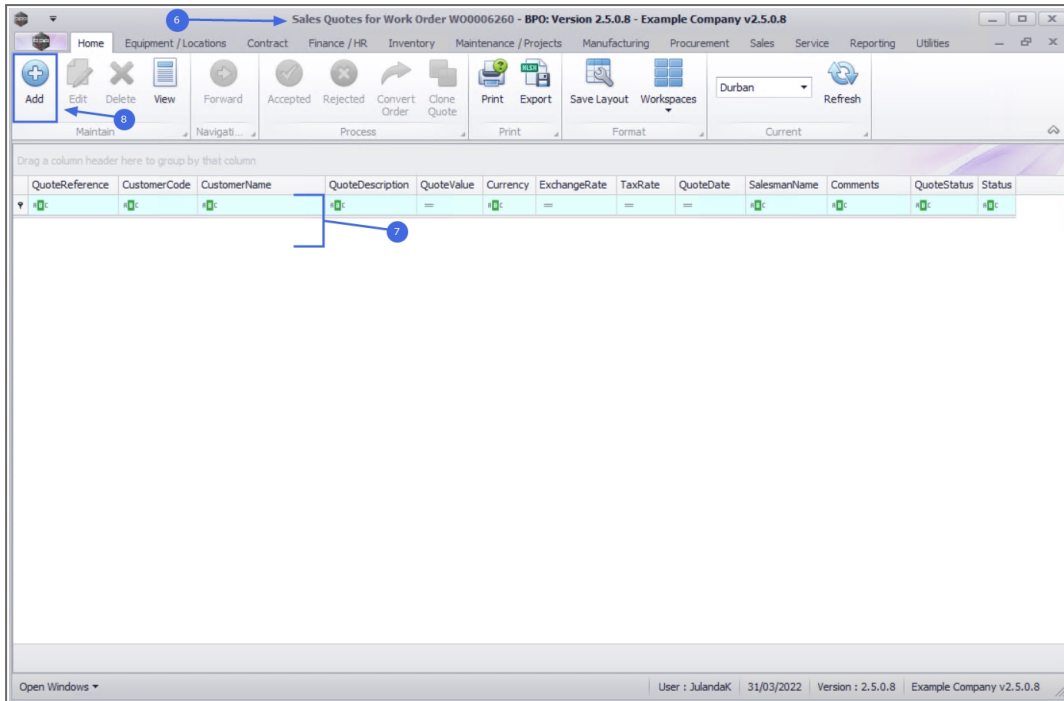 6
Sales Quotes for Work Order WO00006260 - BPO: Version 2.5.0.8 - Example Company v2.5.0.8
Home Equipment / Locations Contract Finance / HR Inventory Maintenance / Projects Manufacturing Procurement Sales Service Reporting Utilities
Add Edit Delete View Forward Accepted Rejected Convert Order Clone Quote Print Export Save Layout Workspaces Durban Refresh
8
Maintain Navigati... Process Print Format Current
Drag a column header here to group by that column
QuoteReference CustomerCode CustomerName QuoteDescription QuoteValue Currency ExchangeRate TaxRate QuoteDate SalesmanName Comments QuoteStatus Status
7
Open Windows User : JulandaK 31/03/2022 Version : 2.5.0.8 Example Company v2.5.0.8